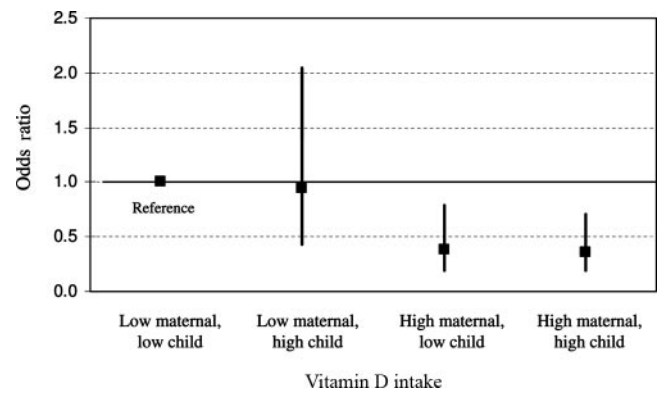 2.5
2.0
1.5
1.0
0.5
0.0
Odds ratio
Reference
Low maternal,
low child
Low maternal,
high child
High maternal,
low child
High maternal,
high child
Vitamin D intake